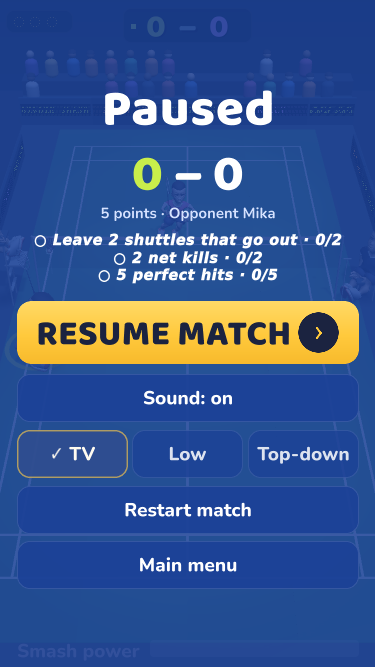 · 0 – 0
Paused
0 – 0
5 points · Opponent Mika
○ Leave 2 shuttles that go out · 0/2
○ 2 net kills · 0/2
○ 5 perfect hits · 0/5
RESUME MATCH ›
Sound: on
✓ TV Low Top-down
Restart match
Main menu
Smash power